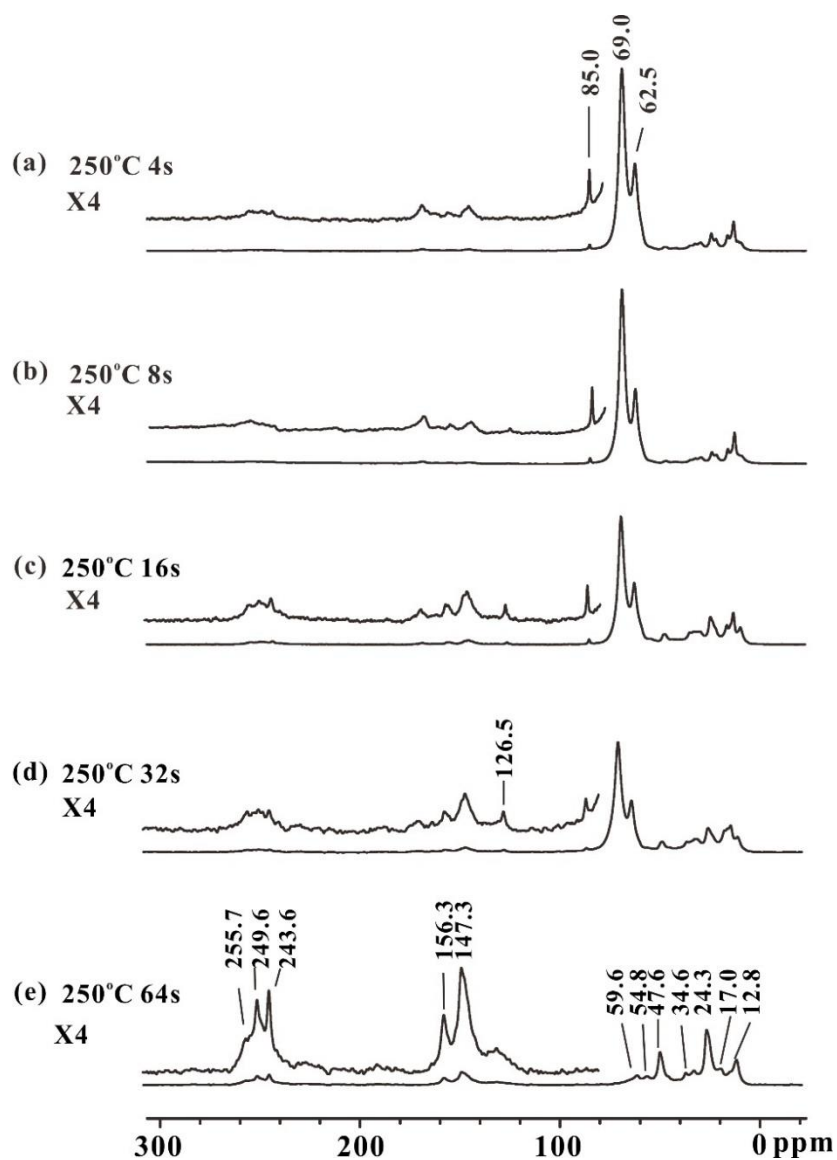 85.0
69.0
62.5
(a) 250°C 4s
X4
(b) 250°C 8s
X4
(c) 250°C 16s
X4
126.5
(d) 250°C 32s
X4
255.7
249.6
243.6
156.3
147.3
59.6
54.8
47.6
34.6
24.3
17.0
12.8
(e) 250°C 64s
X4
300 200 100 0 ppm